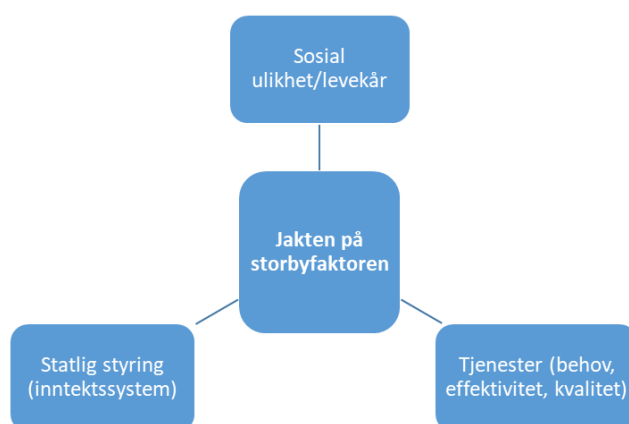 Sosial
ulikhet/levekår
Jakten på
storbyfaktoren
Statlig styring
(inntektssystem)
Tjenester (behov,
effektivitet, kvalitet)